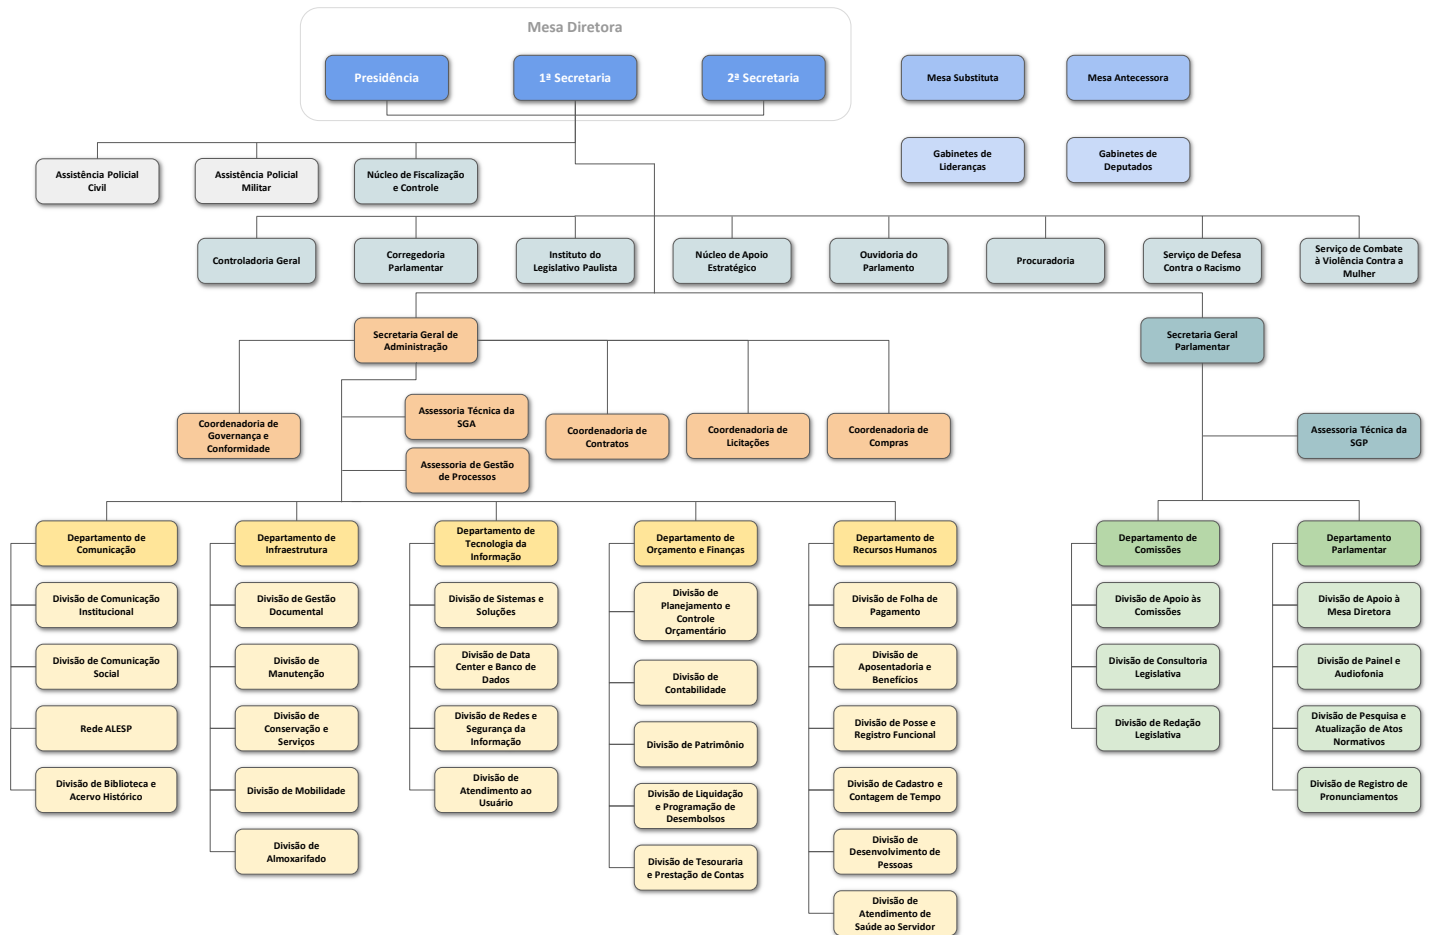 Mesa Diretora
Presidência
1ª Secretaria
2ª Secretaria
Mesa Substituta
Mesa Antecessora
Gabinetes de
Lideranças
Gabinetes de
Deputados
Assistência Policial
Civil
Assistência Policial
Militar
Núcleo de Fiscalização
e Controle
Controladoria Geral
Corregedoria
Parlamentar
Instituto do
Legislativo Paulista
Núcleo de Apoio
Estratégico
Ouvidoria do
Parlamento
Procuradoria
Serviço de Defesa
Contra o Racismo
Serviço de Combate
à Violência Contra a
Mulher
Secretaria Geral de
Administração
Secretaria Geral
Parlamentar
Coordenadoria de
Governança e
Conformidade
Assessoria Técnica da
SGA
Assessoria de Gestão
de Processos
Coordenadoria de
Contratos
Coordenadoria de
Licitações
Coordenadoria de
Compras
Assessoria Técnica da
SGP
Departamento de
Comunicação
Divisão de Comunicação
Institucional
Divisão de Comunicação
Social
Rede ALESP
Divisão de Biblioteca e
Acervo Histórico
Departamento de
Infraestrutura
Divisão de Gestão
Documental
Divisão de
Manutenção
Divisão de
Conservação e
Serviços
Divisão de Mobilidade
Divisão de
Almoxarifado
Departamento de
Tecnologia da
Informação
Divisão de Sistemas e
Soluções
Divisão de Data
Center e Banco de
Dados
Divisão de Redes e
Segurança da
Informação
Divisão de
Atendimento ao
Usuário
Departamento de
Orçamento e Finanças
Divisão de
Planejamento e
Controle
Orçamentário
Divisão de
Contabilidade
Divisão de Patrimônio
Divisão de Liquidação
e Programação de
Desembolsos
Divisão de Tesouraria
e Prestação de Contas
Departamento de
Recursos Humanos
Divisão de Folha de
Pagamento
Divisão de
Aposentadoria e
Benefícios
Divisão de Posse e
Registro Funcional
Divisão de Cadastro e
Contagem de Tempo
Divisão de
Desenvolvimento de
Pessoas
Divisão de
Atendimento de
Saúde ao Servidor
Departamento de
Comissões
Divisão de Apoio às
Comissões
Divisão de Consultoria
Legislativa
Divisão de Redação
Legislativa
Departamento
Parlamentar
Divisão de Apoio à
Mesa Diretora
Divisão de Painel e
Audiofonia
Divisão de Pesquisa e
Atualização de Atos
Normativos
Divisão de Registro de
Pronunciamentos